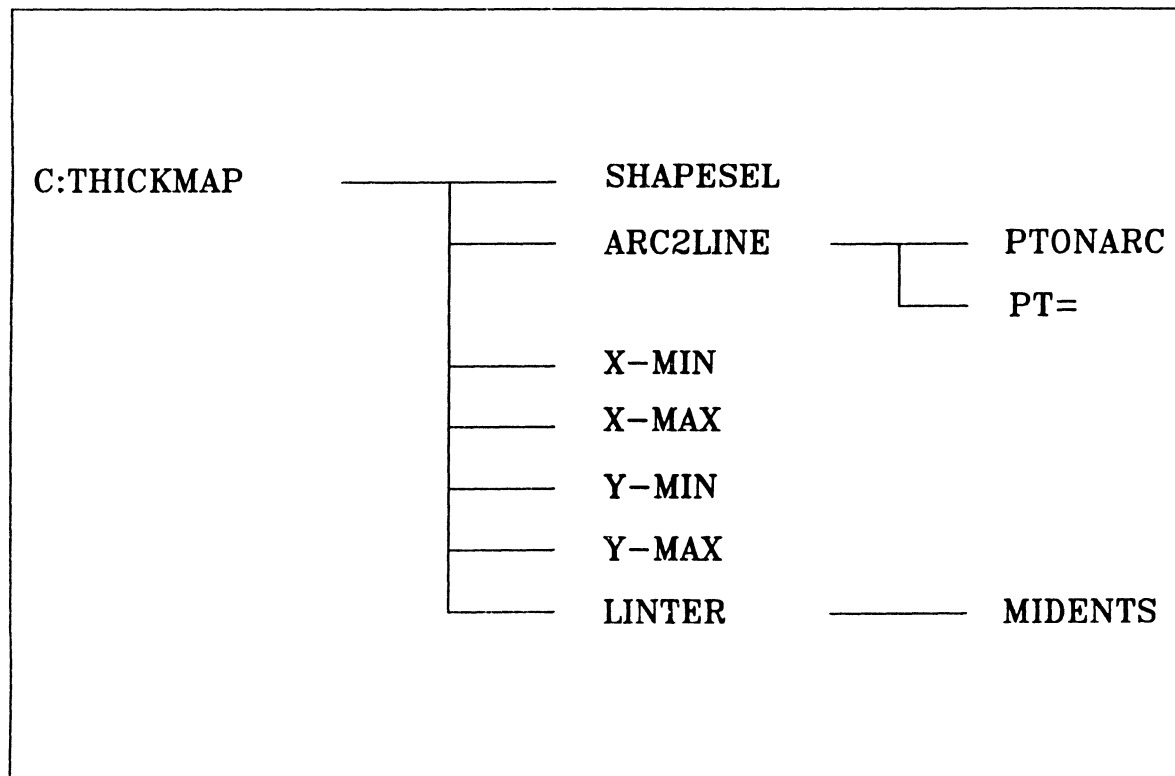 C:THICKMAP SHAPESEL
ARC2LINE PTONARC
PT=
X-MIN
X-MAX
Y-MIN
Y-MAX
LINTER MIDENTS